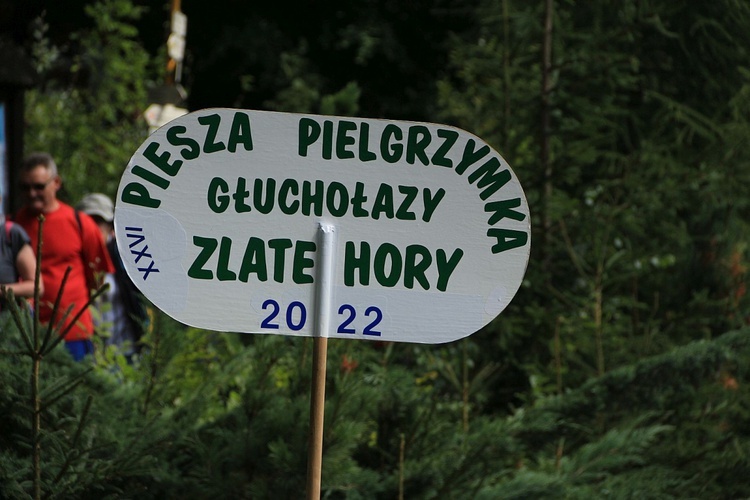 PIESZA PIELGRZYMKA
GŁUCHOŁAZY
XXVI
ZLATE HORY
2022